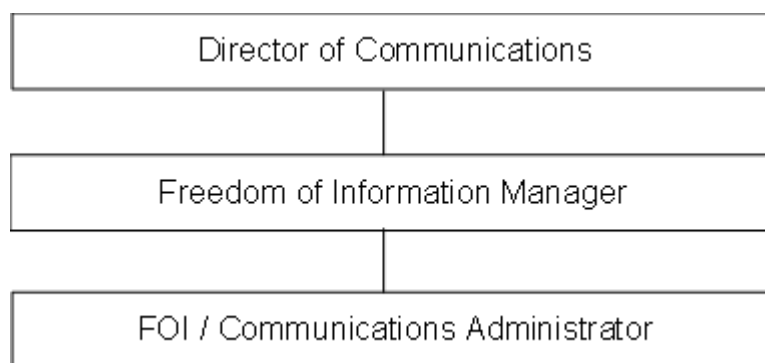 Director of Communications
Freedom of Information Manager
FOI / Communications Administrator